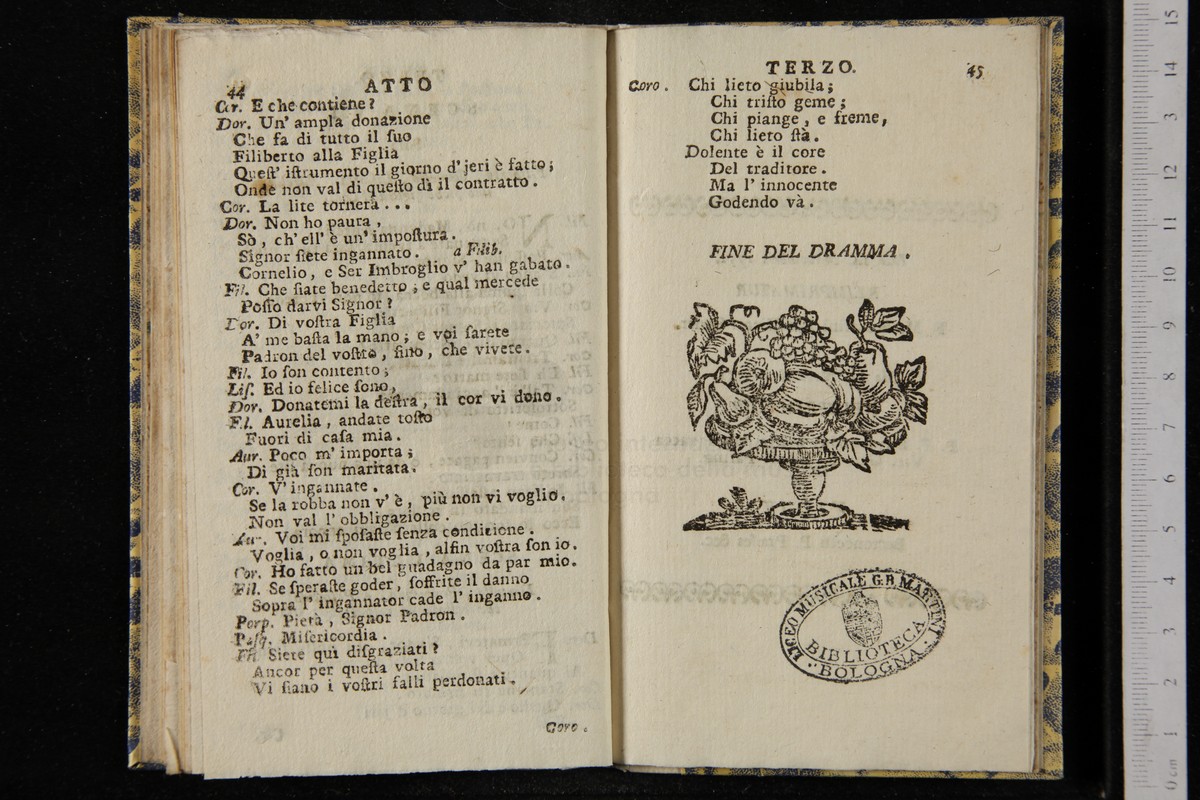 44 ATTO
Cor. E che contiene?
Dor. Un' ampla donazione
Che fa di tutto il ſuo
Filiberto alla Figlia
Queſt' iſtrumento il giorno d' jeri è fatto;
Onde non val di queſto dì il contratto.
Cor. La lite tornerà ...
Dor. Non ho paura,
Sò, ch' ell' è un' impoſtura.
Signor ſiete ingannato. a Filib.
Cornelio, e Ser Imbroglio v' han gabato.
Fil. Che ſiate benedetto; e qual mercede
Poſſo darvi Signor?
Dor. Di voſtra Figlia
A' me baſta la mano; e voi ſarete
Padron del voſtro, ſino, che vivete.
Fil. Io ſon contento;
Liſ. Ed io felice ſono,
Dor. Donatemi la deſtra, il cor vi dono.
Fil. Aurelia, andate toſto
Fuori di caſa mia.
Aur. Poco m' importa;
Di già ſon maritata.
Cor. V' ingannate.
Se la robba non v' è, più non vi voglio.
Non val l' obbligazione.
Aur. Voi mi ſpoſaſte ſenza condizione.
Voglia, o non voglia, alfin voſtra ſon io.
Cor. Ho fatto un bel guadagno da par mio.
Fil. Se ſperaſte goder, ſoffrite il danno
Sopra l' ingannator cade l' inganno.
Porp. Pietà, Signor Padron.
Paſq. Miſericordia.
Fil. Siete quì diſgraziati?
Ancor per queſta volta
Vi ſiano i voſtri falli perdonati.
Coro.
TERZO. 45
Coro. Chi lieto giubila;
Chi triſto geme;
Chi piange, e freme,
Chi lieto ſtà.
Dolente è il core
Del traditore.
Ma l' innocente
Godendo và.
FINE DEL DRAMMA.
LICEO MUSICALE G.B. MARTINI
BIBLIOTECA
BOLOGNA